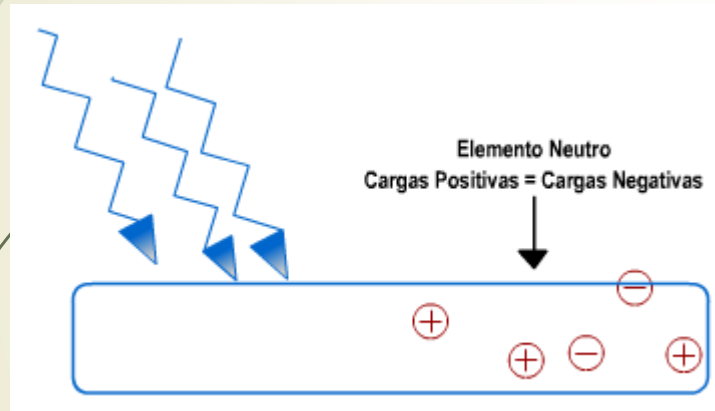 Elemento Neutro
Cargas Positivas = Cargas Negativas
+
+
−
−
+